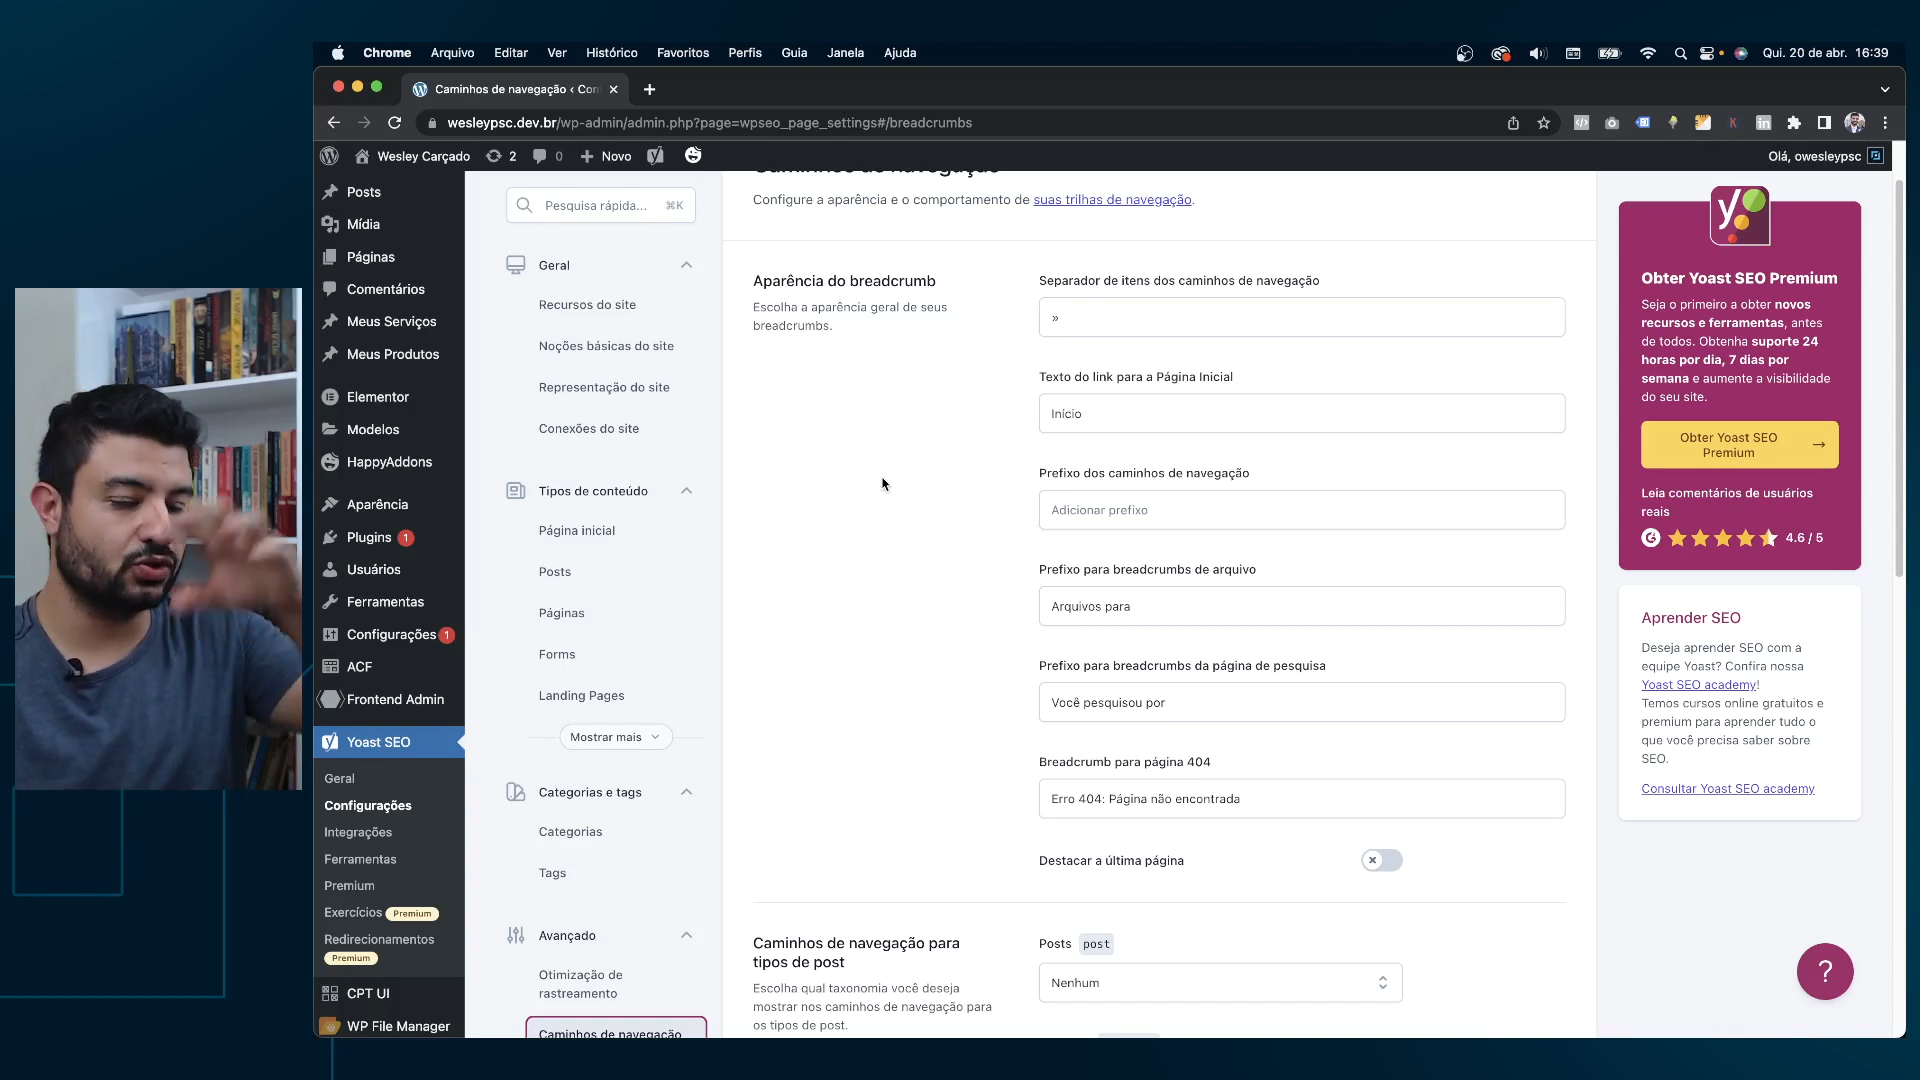 Chrome Arquivo Editar Ver Histórico Favoritos Perfis Guia Janela Ajuda
Qui. 20 de abr. 16:39
Caminhos de navegação ‹ Con
wesleypsc.dev.br/wp-admin/admin.php?page=wpseo_page_settings#/breadcrumbs
Wesley Carçado 2 0 Novo
Olá, owesleypsc
Posts
Mídia
Páginas
Comentários
Meus Serviços
Meus Produtos
Elementor
Modelos
HappyAddons
Aparência
Plugins 1
Usuários
Ferramentas
Configurações 1
ACF
Frontend Admin
Yoast SEO
Geral
Configurações
Integrações
Ferramentas
Premium
Exercícios Premium
Redirecionamentos
Premium
CPT UI
WP File Manager
Pesquisa rápida... ⌘K
Geral
Recursos do site
Noções básicas do site
Representação do site
Conexões do site
Tipos de conteúdo
Página inicial
Posts
Páginas
Forms
Landing Pages
Mostrar mais
Categorias e tags
Categorias
Tags
Avançado
Otimização de
rastreamento
Caminhos de navegação
Caminhos de navegação
Configure a aparência e o comportamento de suas trilhas de navegação.
Aparência do breadcrumb
Escolha a aparência geral de seus
breadcrumbs.
Separador de itens dos caminhos de navegação
»
Texto do link para a Página Inicial
Início
Prefixo dos caminhos de navegação
Adicionar prefixo
Prefixo para breadcrumbs de arquivo
Arquivos para
Prefixo para breadcrumbs da página de pesquisa
Você pesquisou por
Breadcrumb para página 404
Erro 404: Página não encontrada
Destacar a última página
Caminhos de navegação para
tipos de post
Escolha qual taxonomia você deseja
mostrar nos caminhos de navegação para
os tipos de post.
Posts post
Nenhum
Obter Yoast SEO Premium
Seja o primeiro a obter novos
recursos e ferramentas, antes
de todos. Obtenha suporte 24
horas por dia, 7 dias por
semana e aumente a visibilidade
do seu site.
Obter Yoast SEO
Premium →
Leia comentários de usuários
reais
4.6 / 5
Aprender SEO
Deseja aprender SEO com a
equipe Yoast? Confira nossa
Yoast SEO academy!
Temos cursos online gratuitos e
premium para aprender tudo o
que você precisa saber sobre
SEO.
Consultar Yoast SEO academy
?